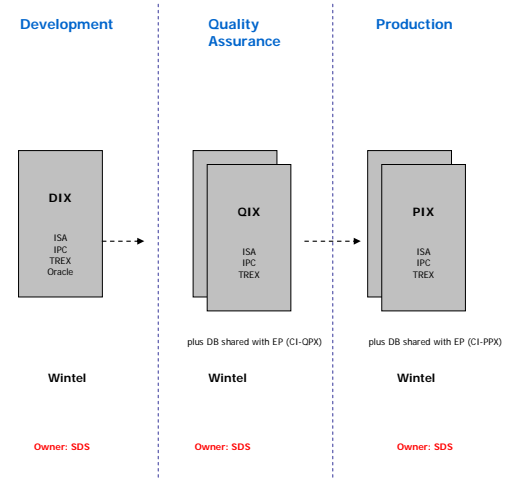 Development
Quality
Assurance
Production
DIX
ISA
IPC
TREX
Oracle
QIX
ISA
IPC
TREX
PIX
ISA
IPC
TREX
plus DB shared with EP (CI-QPX)
plus DB shared with EP (CI-PPX)
Wintel
Wintel
Wintel
Owner: SDS
Owner: SDS
Owner: SDS